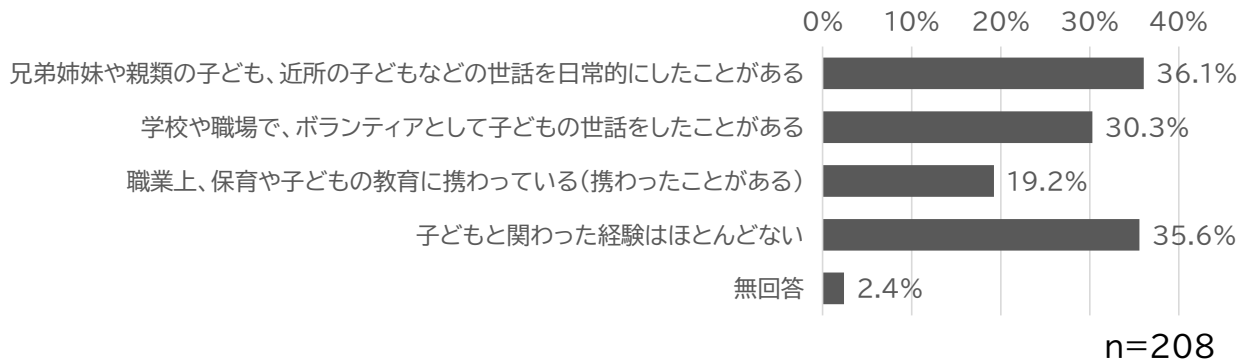 0% 10% 20% 30% 40%
兄弟姉妹や親類の子ども、近所の子どもなどの世話を日常的にしたことがある 36.1%
学校や職場で、ボランティアとして子どもの世話をしたことがある 30.3%
職業上、保育や子どもの教育に携わっている(携わったことがある) 19.2%
子どもと関わった経験はほとんどない 35.6%
無回答 2.4%
n=208